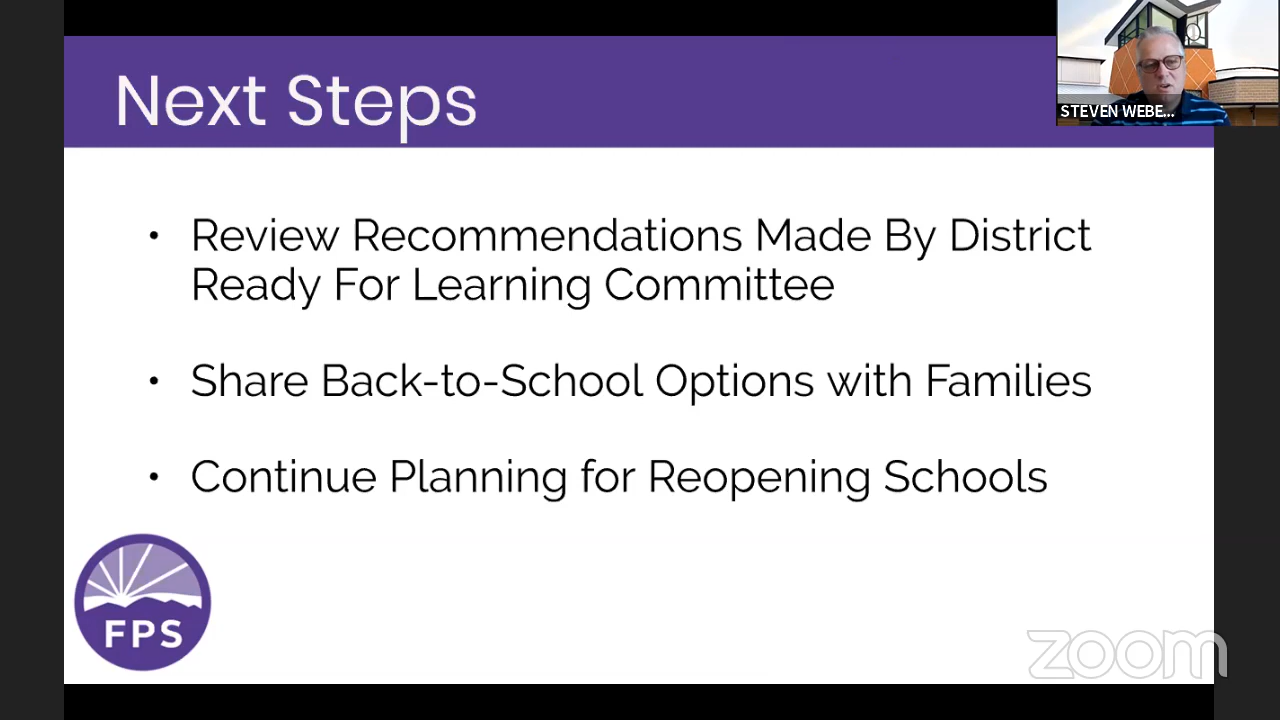 Next Steps
STEVEN WEBE...
• Review Recommendations Made By District
Ready For Learning Committee
• Share Back-to-School Options with Families
• Continue Planning for Reopening Schools
FPS
zoom